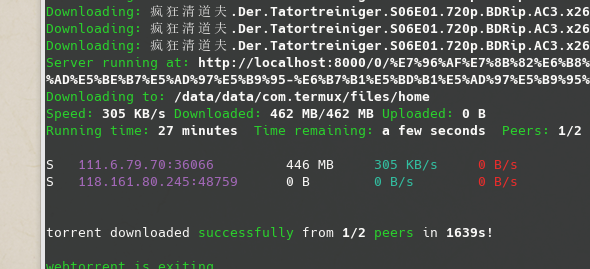 Downloading: 疯狂清道夫.Der.Tatortreiniger.S06E01.720p.BDRip.AC3.x26
Downloading: 疯狂清道夫.Der.Tatortreiniger.S06E01.720p.BDRip.AC3.x26
Downloading: 疯狂清道夫.Der.Tatortreiniger.S06E01.720p.BDRip.AC3.x26
Server running at: http://localhost:8000/0/%E7%96%AF%E7%8B%82%E6%B8%
%AD%E5%BE%B7%E5%AD%97%E5%B9%95-%E6%B7%B1%E5%BD%B1%E5%AD%97%E5%B9%95%
Downloading to: /data/data/com.termux/files/home
Speed: 305 KB/s Downloaded: 462 MB/462 MB Uploaded: 0 B
Running time: 27 minutes Time remaining: a few seconds Peers: 1/2
S 111.6.79.70:36066 446 MB 305 KB/s 0 B/s
S 118.161.80.245:48759 0 B 0 B/s 0 B/s
torrent downloaded successfully from 1/2 peers in 1639s!
webtorrent is exiting